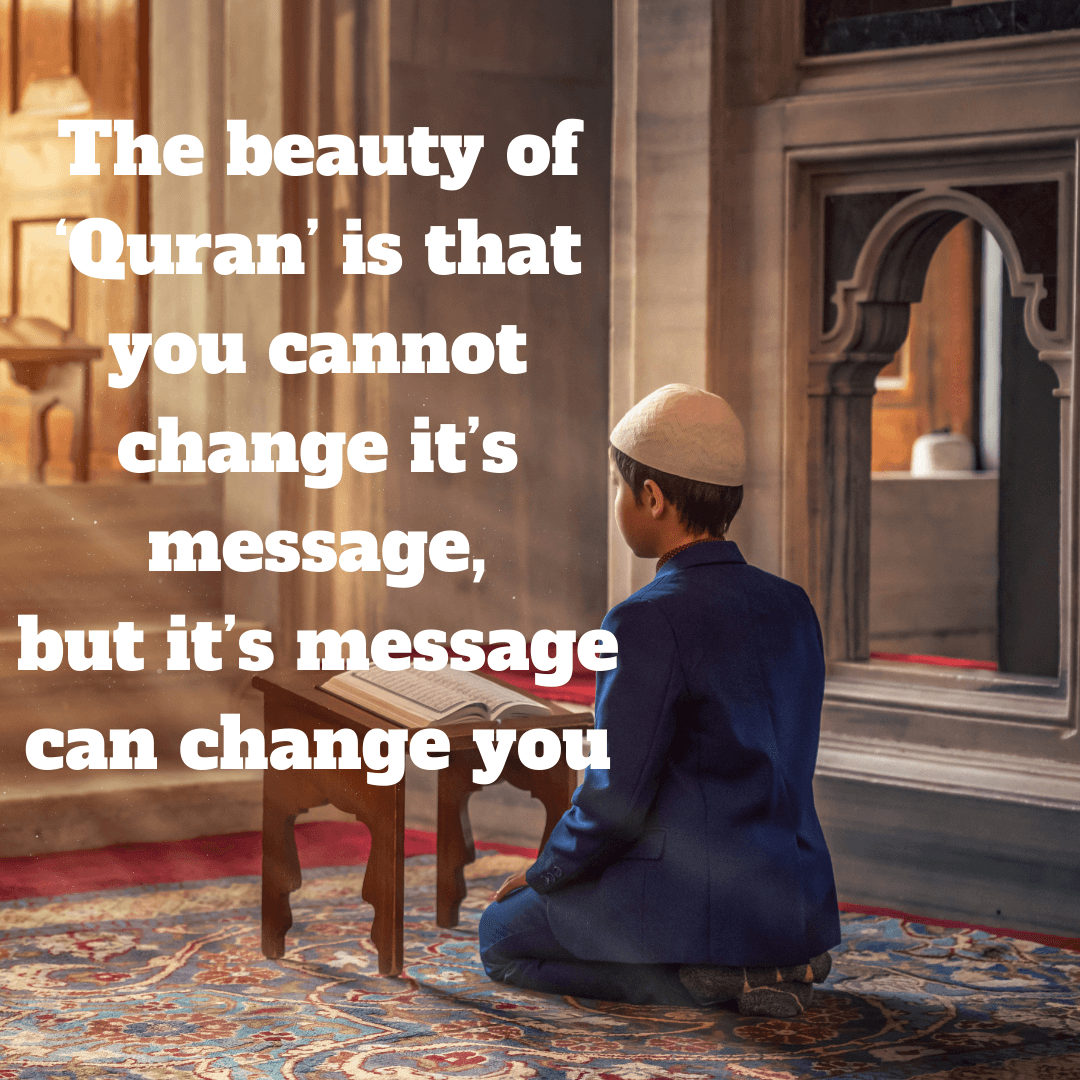 The beauty of
‘Quran’ is that
you cannot
change it’s
message,
but it’s message
can change you